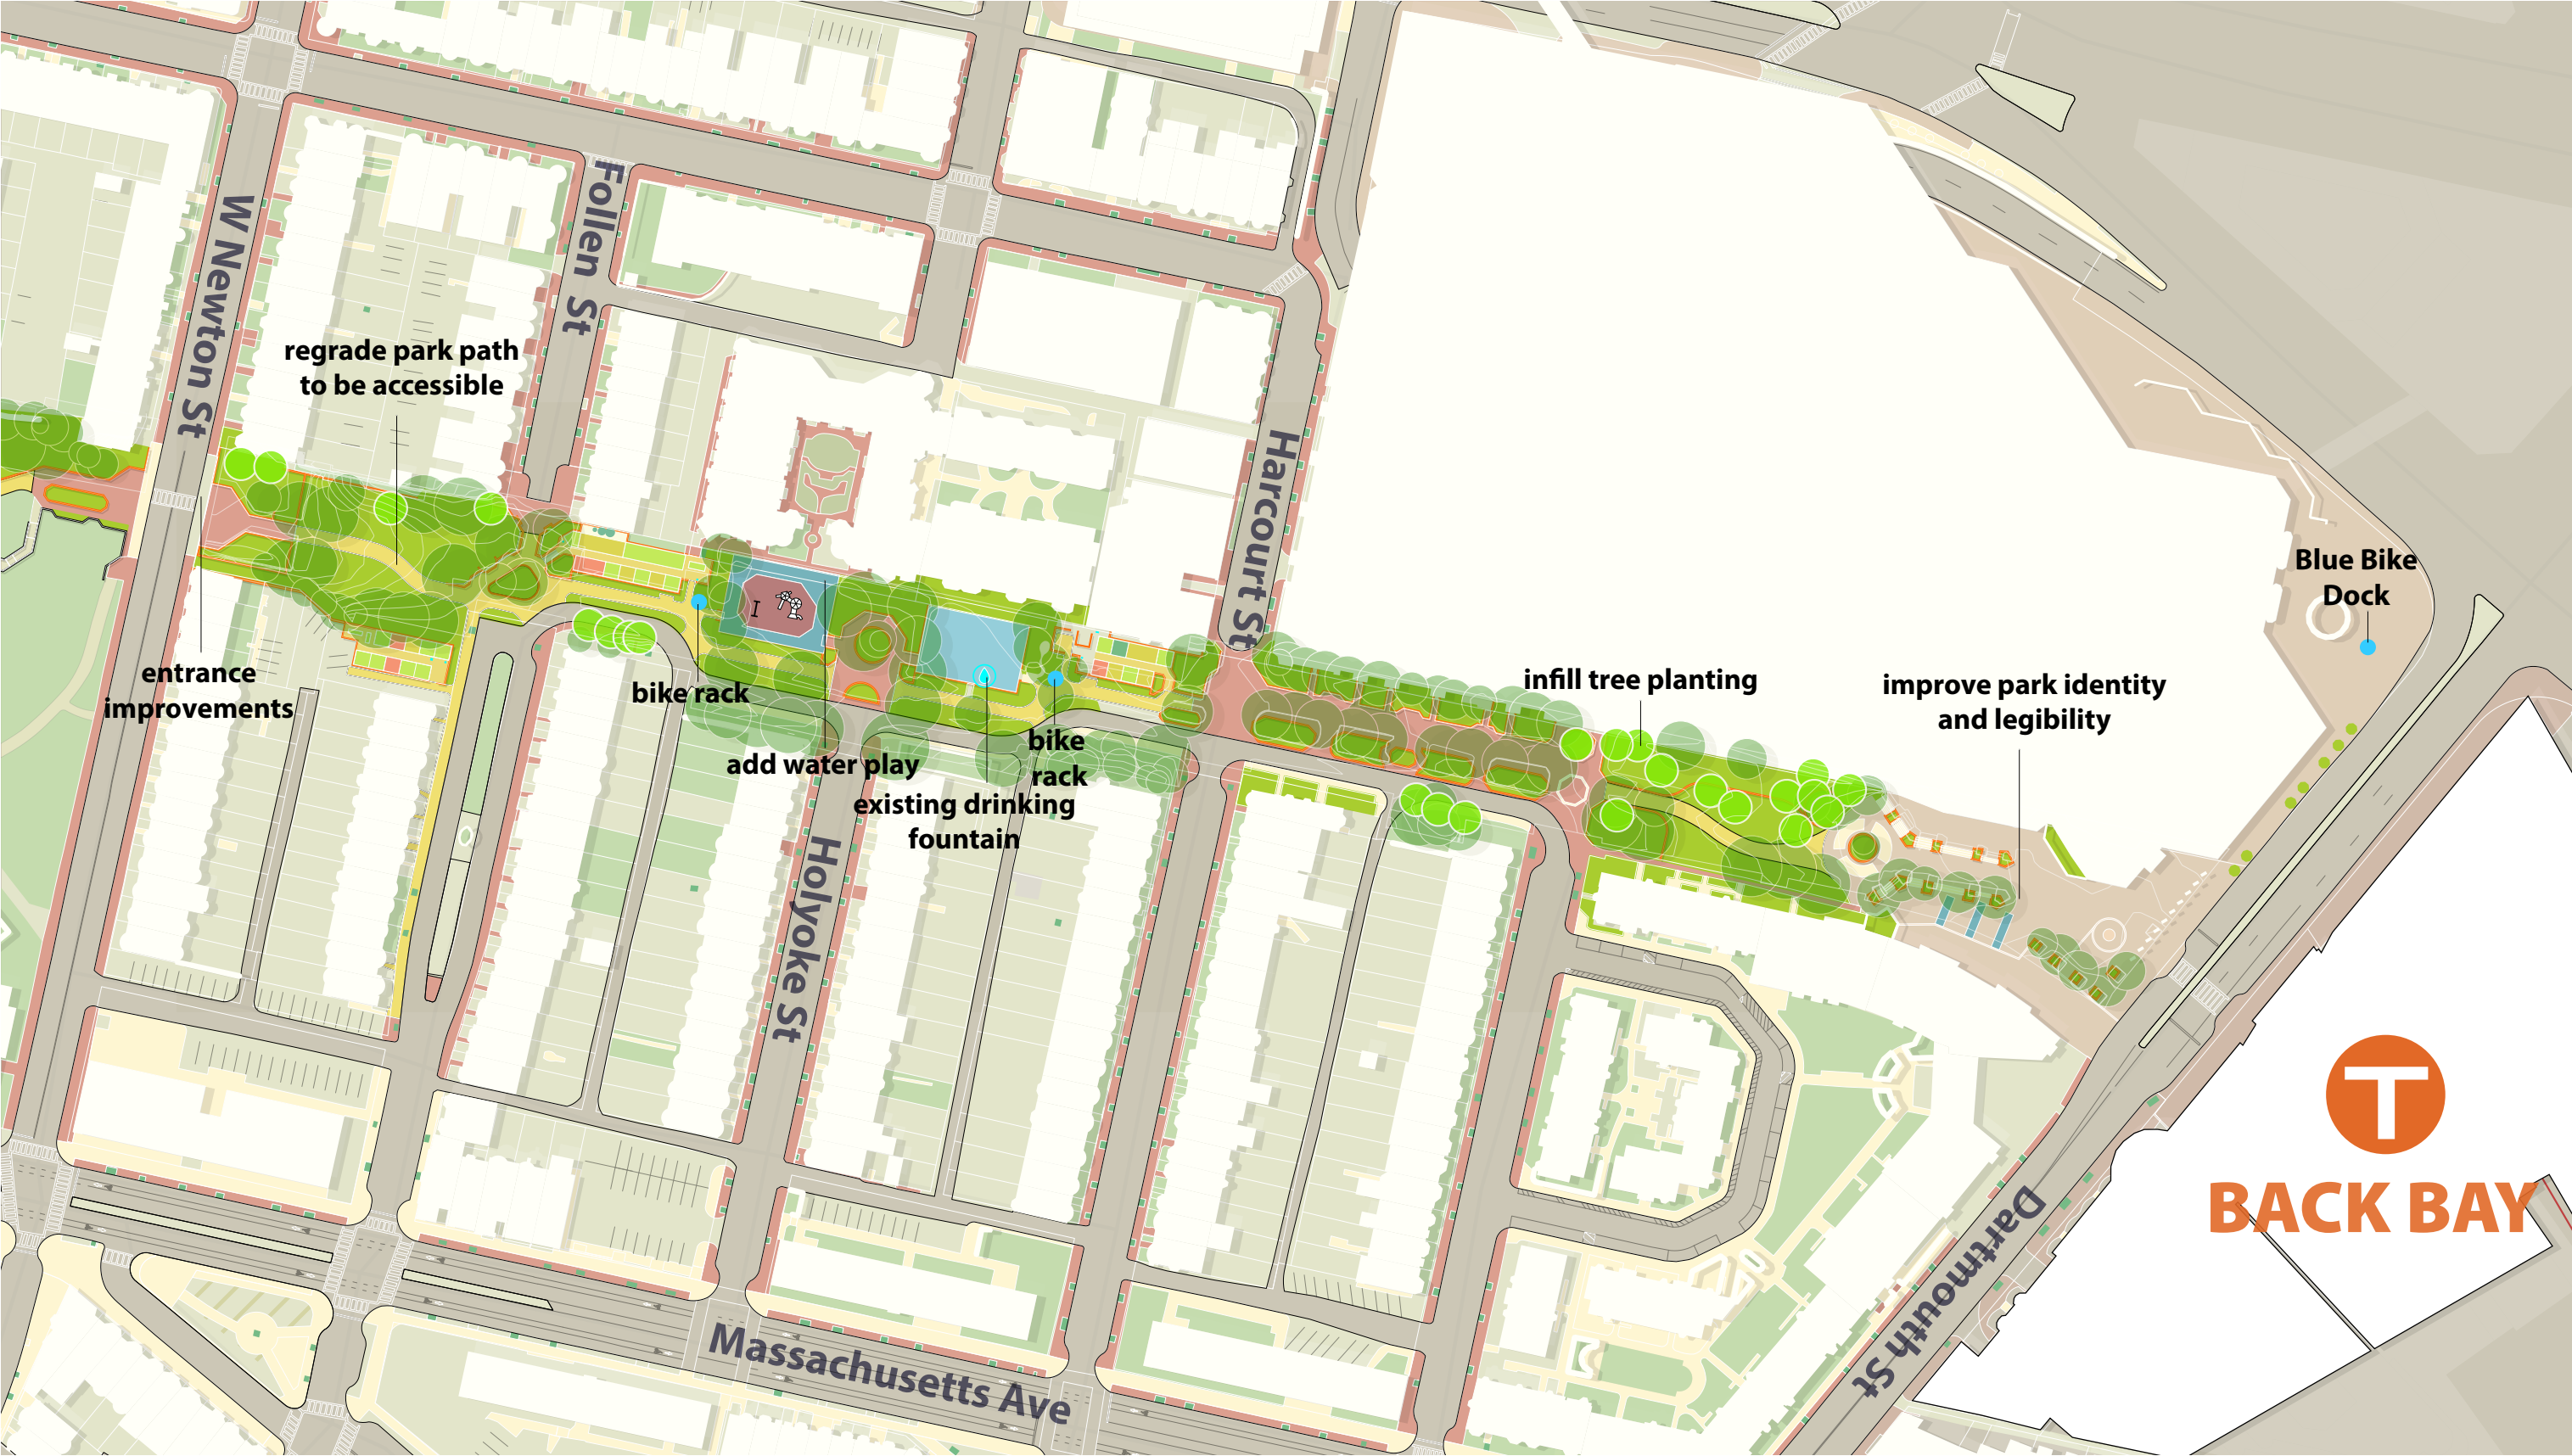 W Newton St
Follen St
regrade park path
to be accessible
Harcourt St
Blue Bike
Dock
entrance
improvements
bike rack
infill tree planting
improve park identity
and legibility
bike
rack
add water play
existing drinking
fountain
Holyoke St
T
BACK BAY
Dartmouth St
Massachusetts Ave